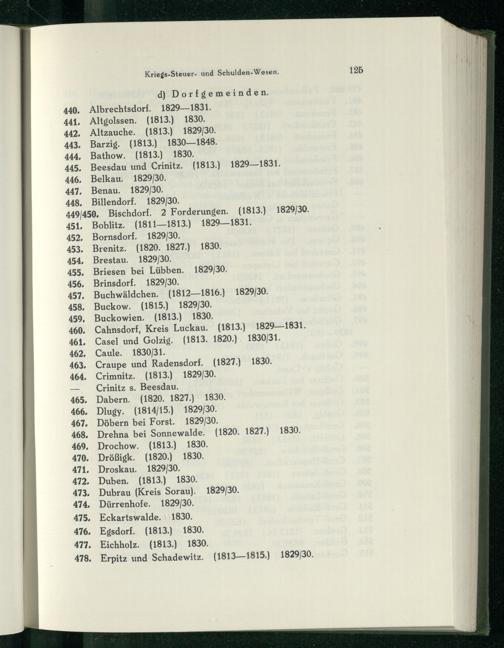 Kriegs-Steuer- und Schulden-Wesen. 125
d) Dorfgemeinden.
440. Albrechtsdorf. 1829—1831.
441. Altgolssen. (1813.) 1830.
442. Altzauche. (1813.) 1829/30.
443. Barzig. (1813.) 1830—1848.
444. Bathow. (1813.) 1830.
445. Beesdau und Crinitz. (1813.) 1829—1831.
446. Belkau. 1829/30.
447. Benau. 1829/30.
448. Billendorf. 1829/30.
449/450. Bischdorf. 2 Forderungen. (1813.) 1829/30.
451. Boblitz. (1811—1813.) 1829—1831.
452. Bornsdorf. 1829/30.
453. Brenitz. (1820. 1827.) 1830.
454. Brestau. 1829/30.
455. Briesen bei Lübben. 1829/30.
456. Brinsdorf. 1829/30.
457. Buchwäldchen. (1812—1816.) 1829/30.
458. Buckow. (1815.) 1829/30.
459. Buckowien. (1813.) 1830.
460. Cahnsdorf, Kreis Luckau. (1813.) 1829—1831.
461. Casel und Golzig. (1813. 1820.) 1830/31.
462. Caule. 1830/31.
463. Craupe und Radensdorf. (1827.) 1830.
464. Crimnitz. (1813.) 1829/30.
— Crinitz s. Beesdau.
465. Dabern. (1820. 1827.) 1830.
466. Dlugy. (1814/15.) 1829/30.
467. Döbern bei Forst. 1829/30.
468. Drehna bei Sonnewalde. (1820. 1827.) 1830.
469. Drochow. (1813.) 1830.
470. Drößigk. (1820.) 1830.
471. Droskau. 1829/30.
472. Duben. (1813.) 1830.
473. Dubrau (Kreis Sorau). 1829/30.
474. Dürrenhofe. 1829/30.
475. Eckartswalde. 1830.
476. Egsdorf. (1813.) 1830.
477. Eichholz. (1813.) 1830.
478. Erpitz und Schadewitz. (1813—1815.) 1829/30.